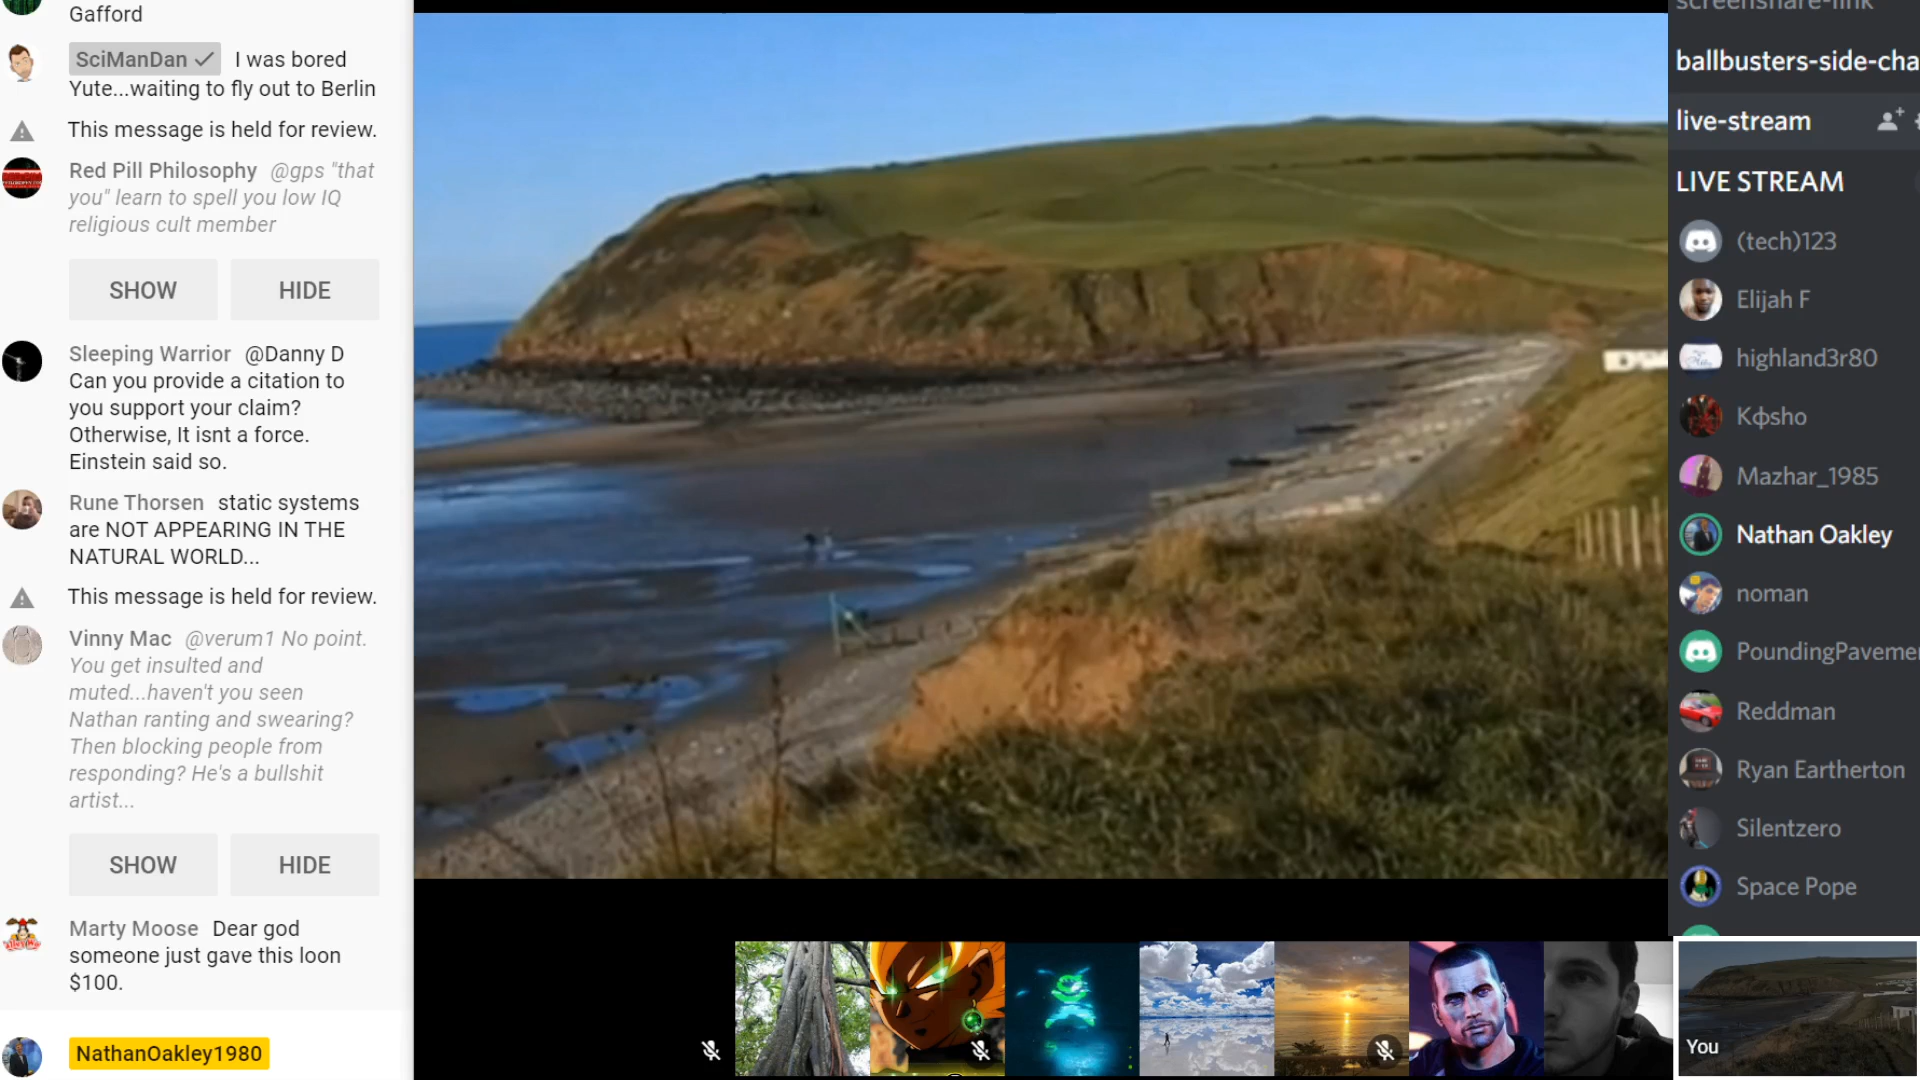 Gafford
SciManDan I was bored
Yute...waiting to fly out to Berlin
This message is held for review.
Red Pill Philosophy @gps "that
you" learn to spell you low IQ
religious cult member
SHOW HIDE
Sleeping Warrior @Danny D
Can you provide a citation to
you support your claim?
Otherwise, It isnt a force.
Einstein said so.
Rune Thorsen static systems
are NOT APPEARING IN THE
NATURAL WORLD...
This message is held for review.
Vinny Mac @verum1 No point.
You get insulted and
muted...haven't you seen
Nathan ranting and swearing?
Then blocking people from
responding? He's a bullshit
artist...
SHOW HIDE
Marty Moose Dear god
someone just gave this loon
$100.
NathanOakley1980
screenshare-link
ballbusters-side-cha
live-stream
LIVE STREAM
(tech)123
Elijah F
highland3r80
Kфsho
Mazhar_1985
Nathan Oakley
noman
PoundingPaveme
Reddman
Ryan Eartherton
Silentzero
Space Pope
You